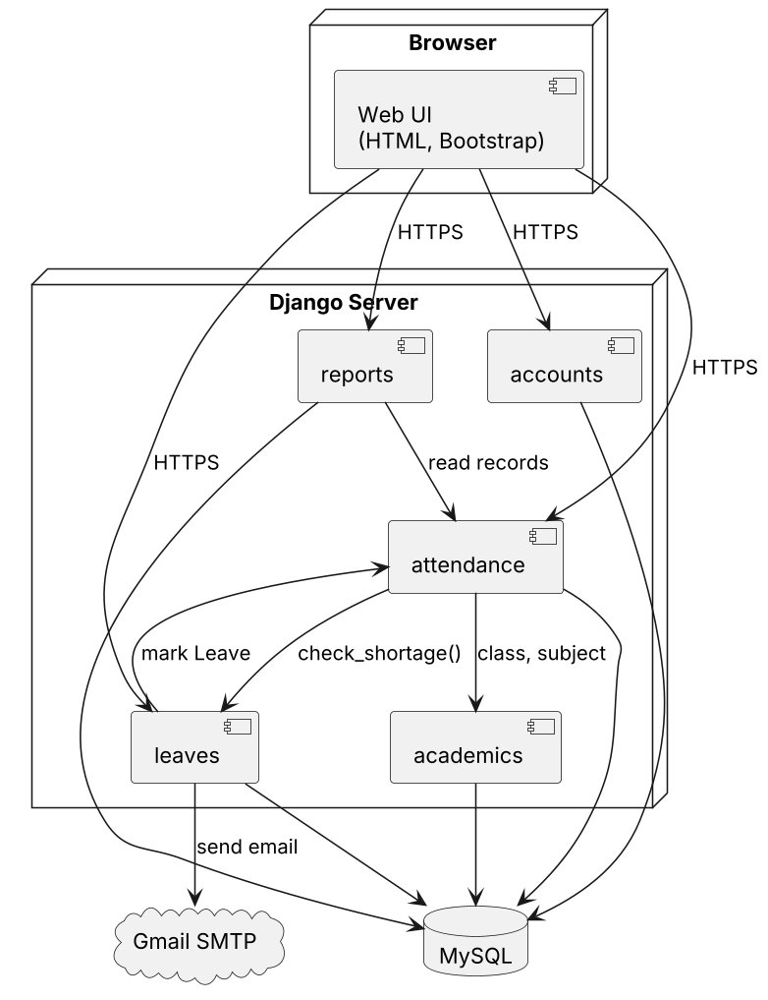 Browser
Web UI
(HTML, Bootstrap)
HTTPS
HTTPS
Django Server
reports
accounts
HTTPS
HTTPS
read records
attendance
mark Leave
check_shortage()
class, subject
leaves
academics
send email
Gmail SMTP
MySQL